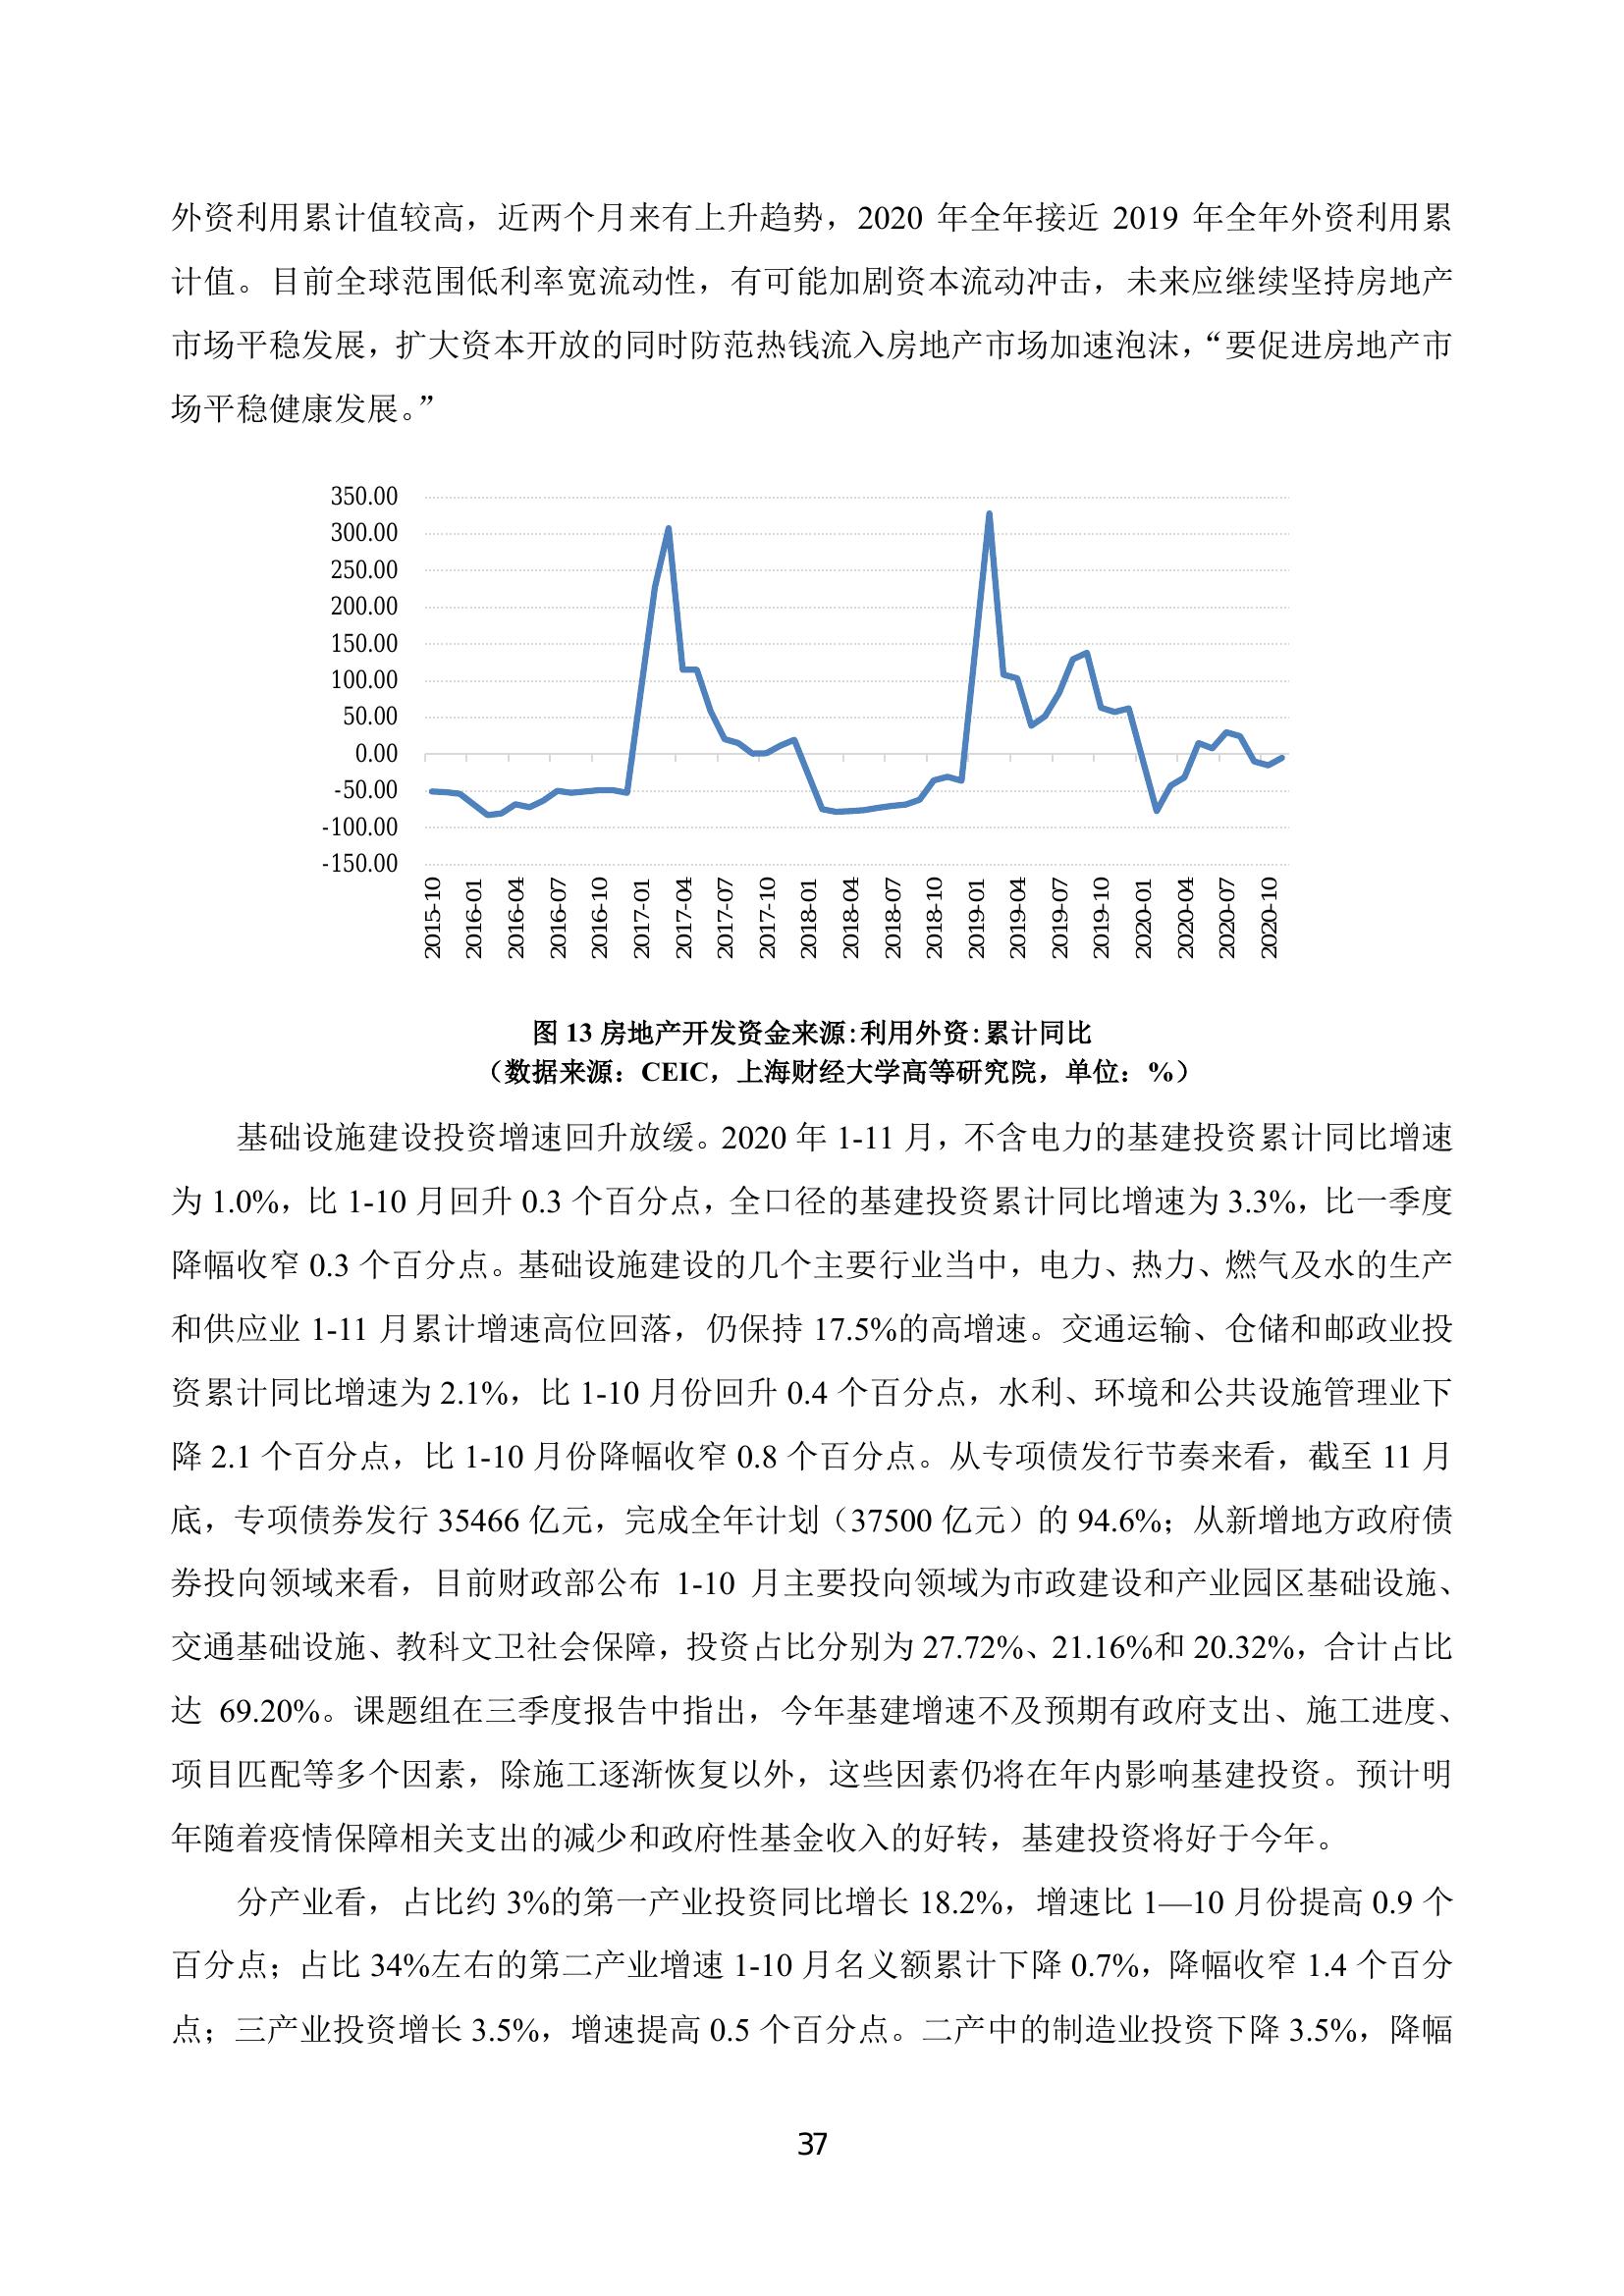 外资利用累计值较高，近两个月来有上升趋势，2020 年全年接近 2019 年全年外资利用累
计值。目前全球范围低利率宽流动性，有可能加剧资本流动冲击，未来应继续坚持房地产
市场平稳发展，扩大资本开放的同时防范热钱流入房地产市场加速泡沫，“要促进房地产市
场平稳健康发展。”
350.00
300.00
250.00
200.00
150.00
100.00
50.00
0.00
-50.00
-100.00
-150.00
2015-10
2016-01
2016-04
2016-07
2016-10
2017-01
2017-04
2017-07
2017-10
2018-01
2018-04
2018-07
2018-10
2019-01
2019-04
2019-07
2019-10
2020-01
2020-04
2020-07
2020-10
图 13 房地产开发资金来源:利用外资:累计同比
（数据来源：CEIC，上海财经大学高等研究院，单位：%）
基础设施建设投资增速回升放缓。2020 年 1-11 月，不含电力的基建投资累计同比增速
为 1.0%，比 1-10 月回升 0.3 个百分点，全口径的基建投资累计同比增速为 3.3%，比一季度
降幅收窄 0.3 个百分点。基础设施建设的几个主要行业当中，电力、热力、燃气及水的生产
和供应业 1-11 月累计增速高位回落，仍保持 17.5%的高增速。交通运输、仓储和邮政业投
资累计同比增速为 2.1%，比 1-10 月份回升 0.4 个百分点，水利、环境和公共设施管理业下
降 2.1 个百分点，比 1-10 月份降幅收窄 0.8 个百分点。从专项债发行节奏来看，截至 11 月
底，专项债券发行 35466 亿元，完成全年计划（37500 亿元）的 94.6%；从新增地方政府债
券投向领域来看，目前财政部公布 1-10 月主要投向领域为市政建设和产业园区基础设施、
交通基础设施、教科文卫社会保障，投资占比分别为 27.72%、21.16%和 20.32%，合计占比
达 69.20%。课题组在三季度报告中指出，今年基建增速不及预期有政府支出、施工进度、
项目匹配等多个因素，除施工逐渐恢复以外，这些因素仍将在年内影响基建投资。预计明
年随着疫情保障相关支出的减少和政府性基金收入的好转，基建投资将好于今年。
分产业看，占比约 3%的第一产业投资同比增长 18.2%，增速比 1—10 月份提高 0.9 个
百分点；占比 34%左右的第二产业增速 1-10 月名义额累计下降 0.7%，降幅收窄 1.4 个百分
点；三产业投资增长 3.5%，增速提高 0.5 个百分点。二产中的制造业投资下降 3.5%，降幅
37